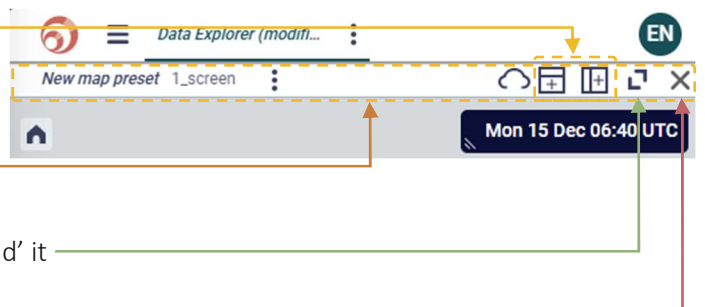 Data Explorer (modifi...
EN
New map preset 1_screen
Mon 15 Dec 06:40 UTC
d' it